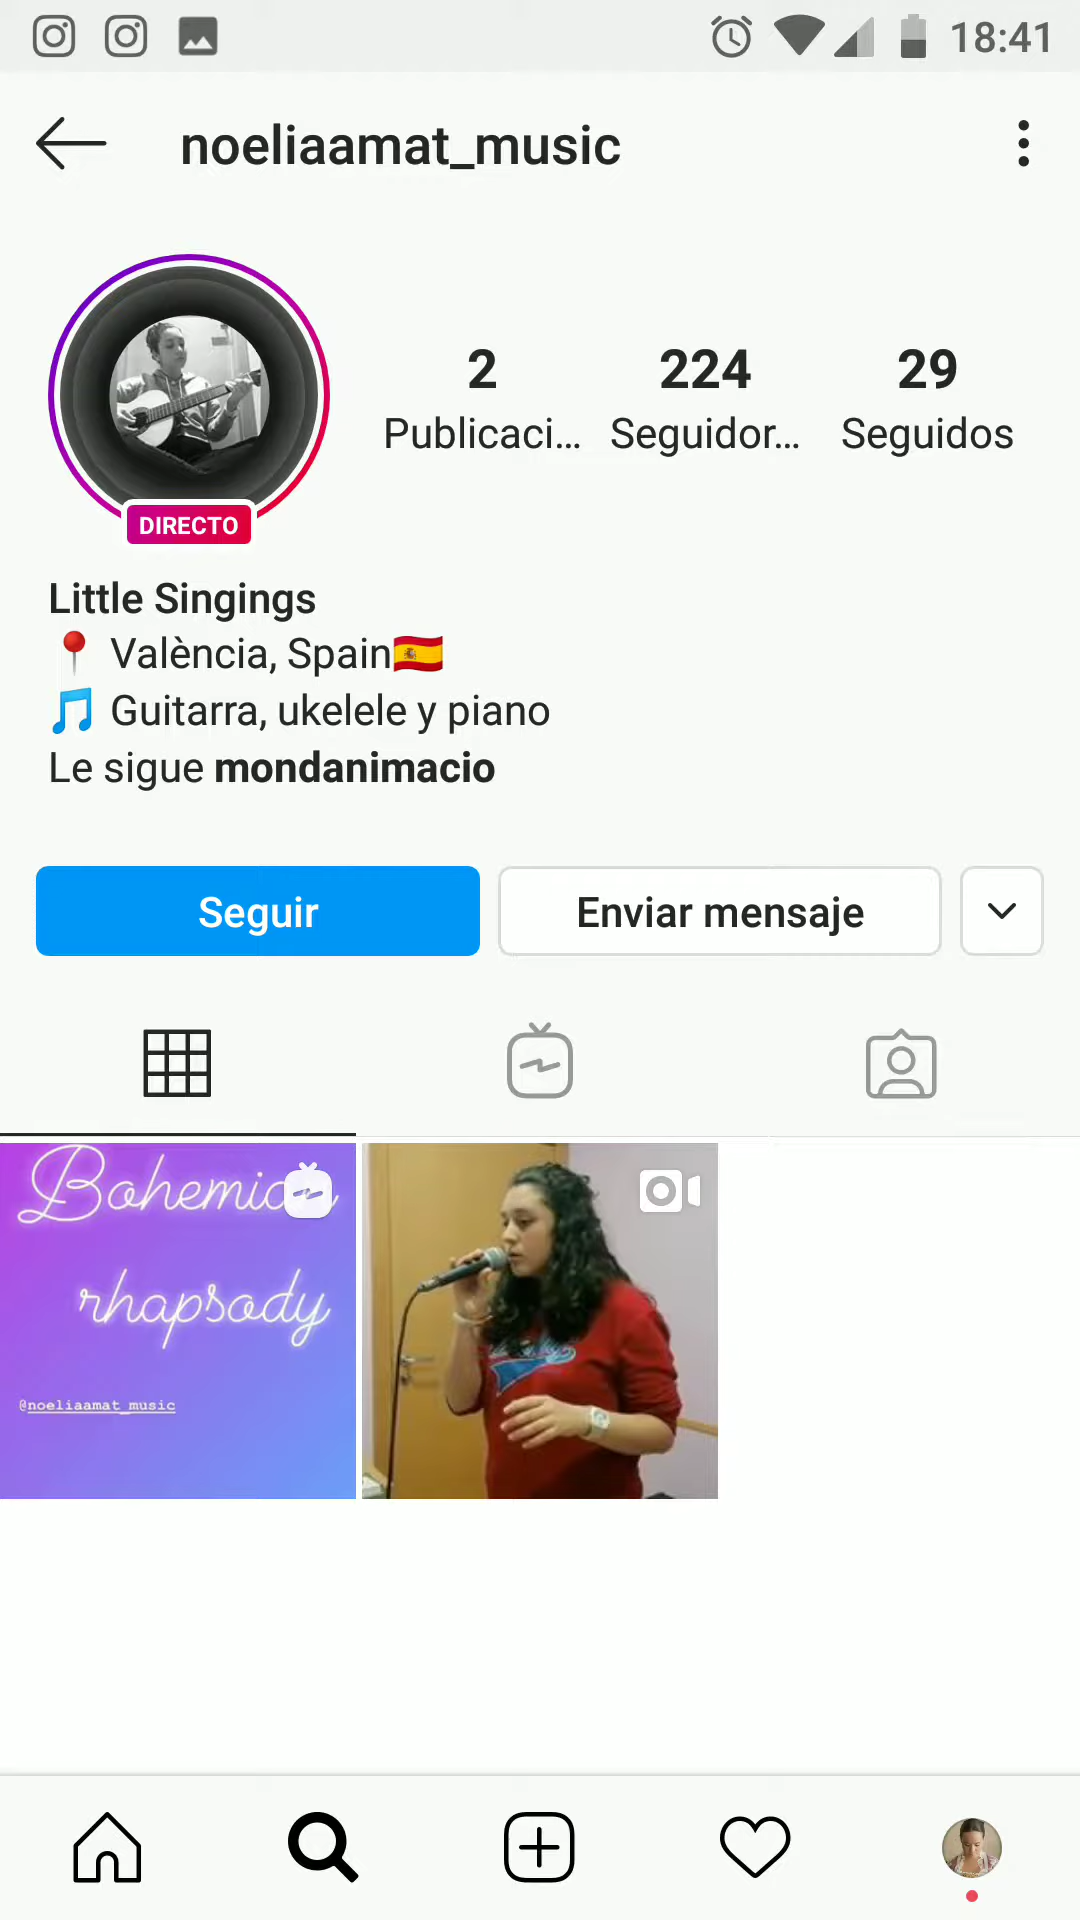 18:41
noeliaamat_music
2 224 29
Publicaci... Seguidor... Seguidos
DIRECTO
Little Singings
València, Spain
Guitarra, ukelele y piano
Le sigue mondanimacio
Seguir Enviar mensaje
rhapsody
@noeliaamat_music